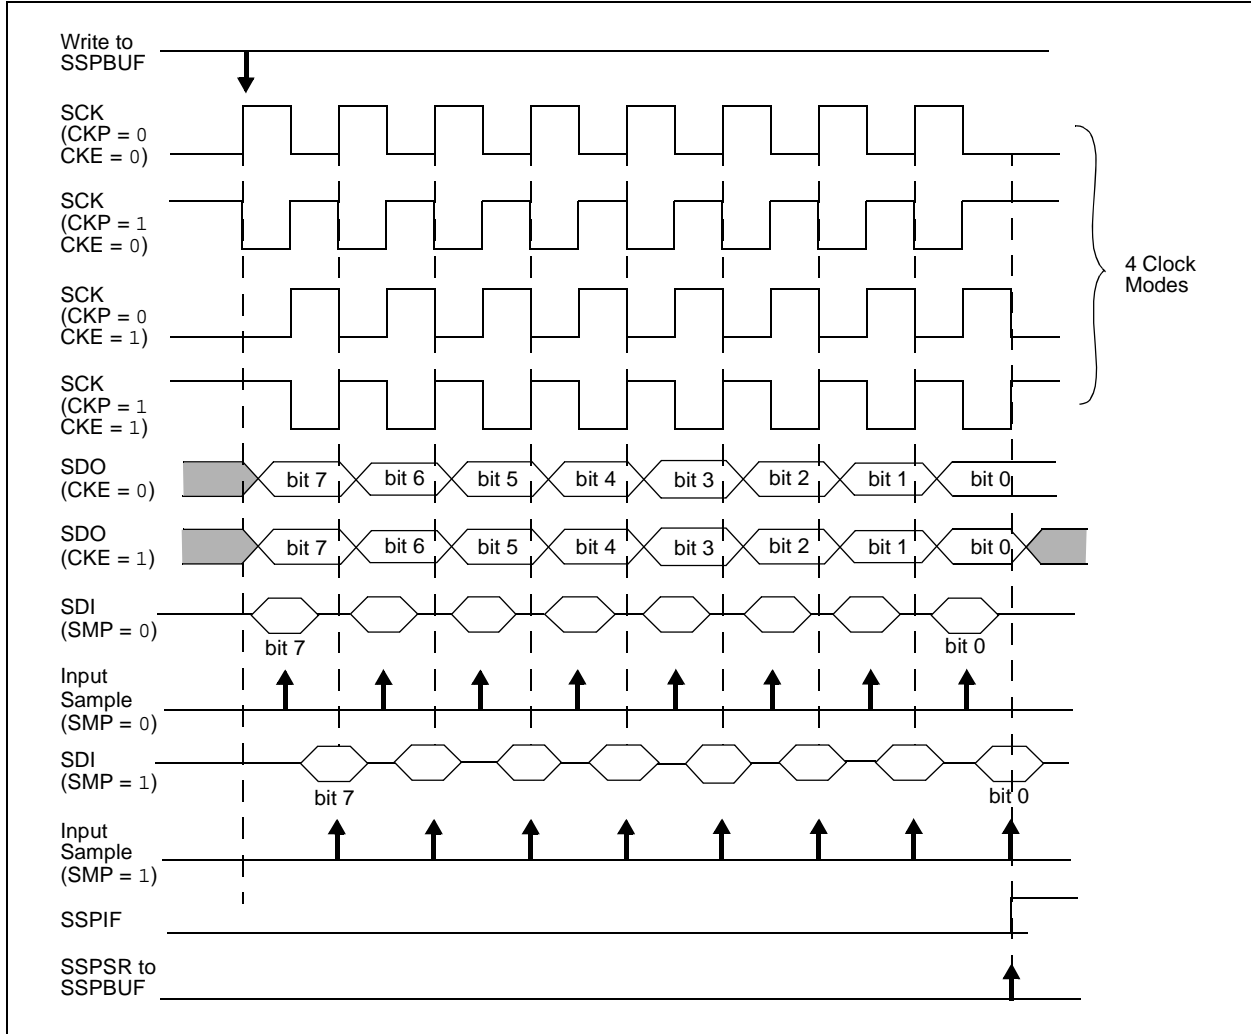 Write to
SSPBUF
SCK
(CKP = 0
CKE = 0)
SCK
(CKP = 1
CKE = 0)
4 Clock
Modes
SCK
(CKP = 0
CKE = 1)
SCK
(CKP = 1
CKE = 1)
SDO
(CKE = 0)
bit 7 bit 6 bit 5 bit 4 bit 3 bit 2 bit 1 bit 0
SDO
(CKE = 1)
bit 7 bit 6 bit 5 bit 4 bit 3 bit 2 bit 1 bit 0
SDI
(SMP = 0)
bit 7 bit 0
Input
Sample
(SMP = 0)
SDI
(SMP = 1)
bit 7 bit 0
Input
Sample
(SMP = 1)
SSPIF
SSPSR to
SSPBUF